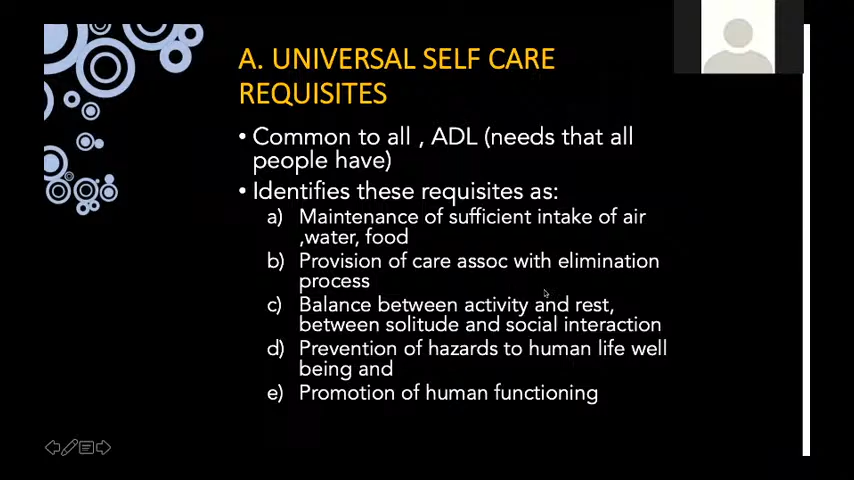 A. UNIVERSAL SELF CARE
REQUISITES
• Common to all , ADL (needs that all
people have)
• Identifies these requisites as:
a) Maintenance of sufficient intake of air
,water, food
b) Provision of care assoc with elimination
process
c) Balance between activity and rest,
between solitude and social interaction
d) Prevention of hazards to human life well
being and
e) Promotion of human functioning